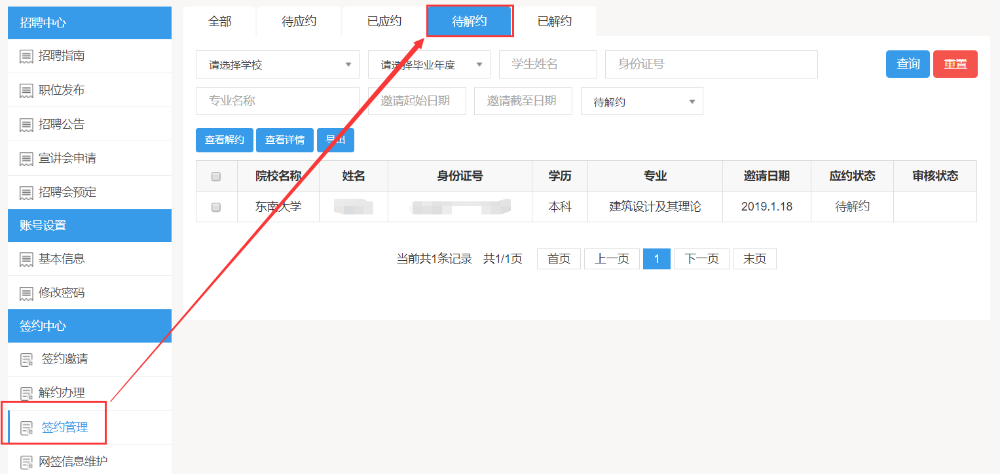 招聘中心
招聘指南
职位发布
招聘公告
宣讲会申请
招聘会预定
账号设置
基本信息
修改密码
签约中心
签约邀请
解约办理
签约管理
网签信息维护
全部 待应约 已应约 待解约 已解约
请选择学校 请选择毕业年度 学生姓名 身份证号 查询 重置
专业名称 邀请起始日期 邀请截至日期 待解约
查看解约 查看详情 导出
院校名称 姓名 身份证号 学历 专业 邀请日期 应约状态 审核状态
东南大学 本科 建筑设计及其理论 2019.1.18 待解约
当前共1条记录 共1/1页 首页 上一页 1 下一页 末页